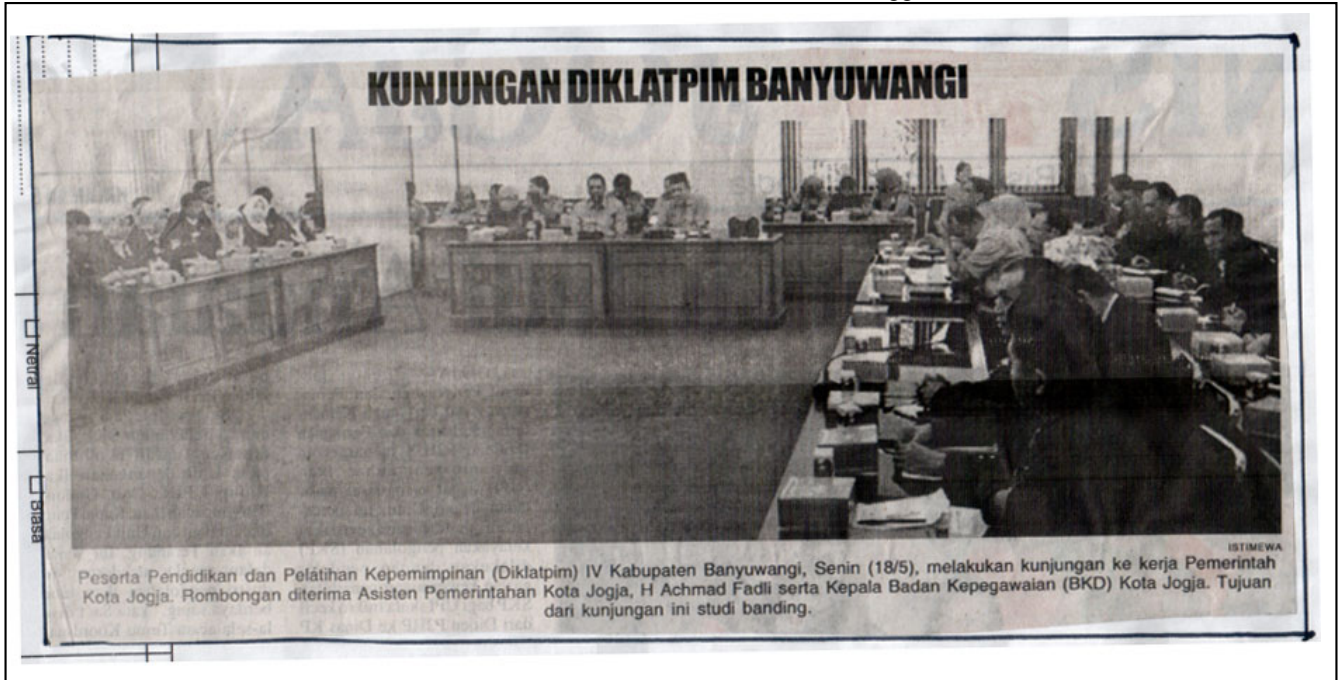 KUNJUNGAN DIKLATPIM BANYUWANGI
Netral
Biasa
ISTIMEWA
Peserta Pendidikan dan Pelatihan Kepemimpinan (Diklatpim) IV Kabupaten Banyuwangi, Senin (18/5), melakukan kunjungan ke kerja Pemerintah
Kota Jogja. Rombongan diterima Asisten Pemerintahan Kota Jogja, H Achmad Fadli serta Kepala Badan Kepegawaian (BKD) Kota Jogja. Tujuan
dari kunjungan ini studi banding.